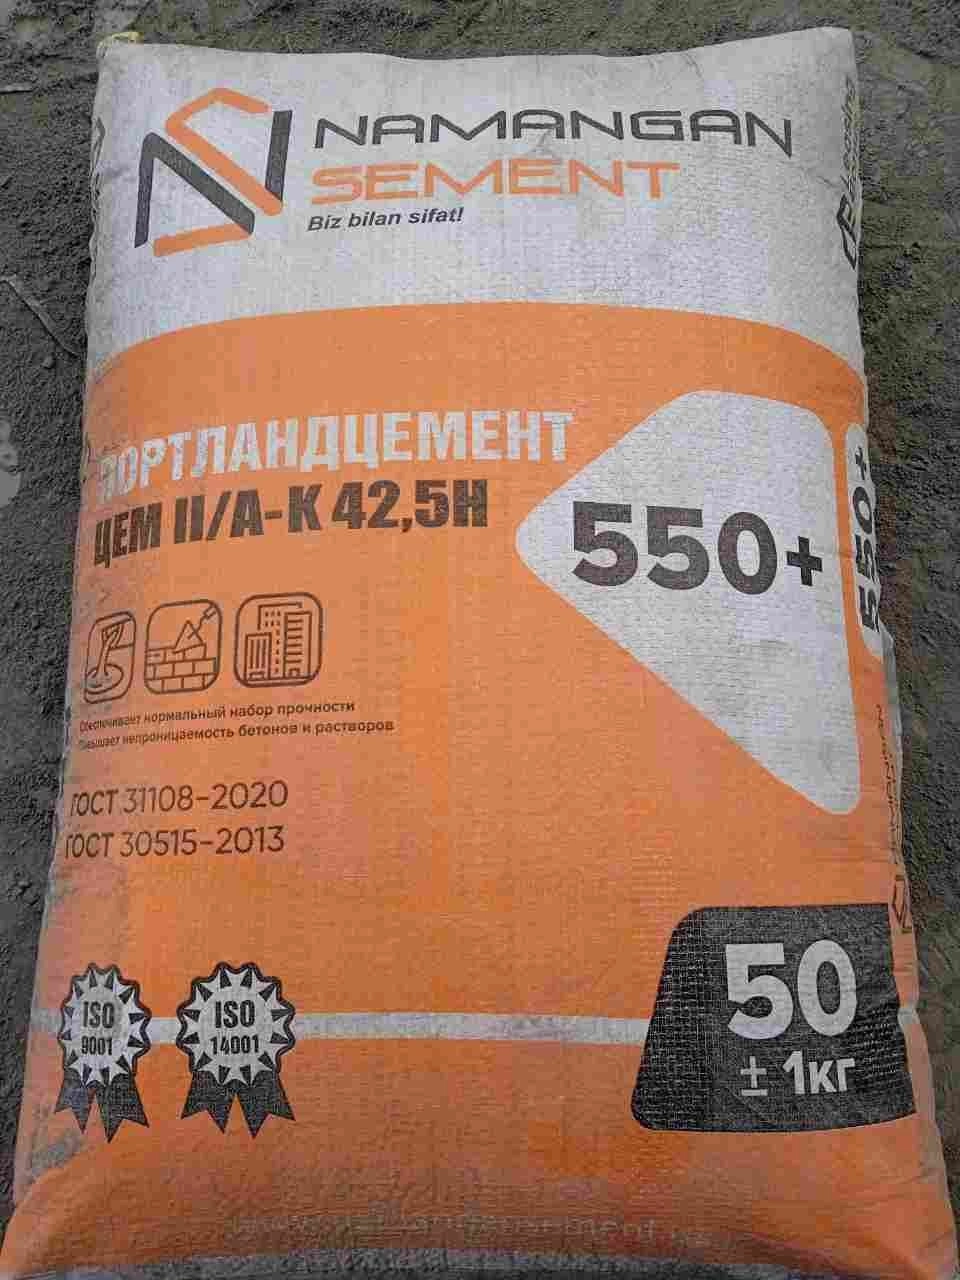 NAMANGAN
SEMENT
Biz bilan sifat!
ПОРТЛАНДЦЕМЕНТ
ЦЕМ II/А-К 42,5Н
550+
550+
Обеспечивает нормальный набор прочности
Повышает непроницаемость бетонов и растворов
ГОСТ 31108-2020
ГОСТ 30515-2013
NAMANGAN
ISO
9001
ISO
14001
50
± 1кг